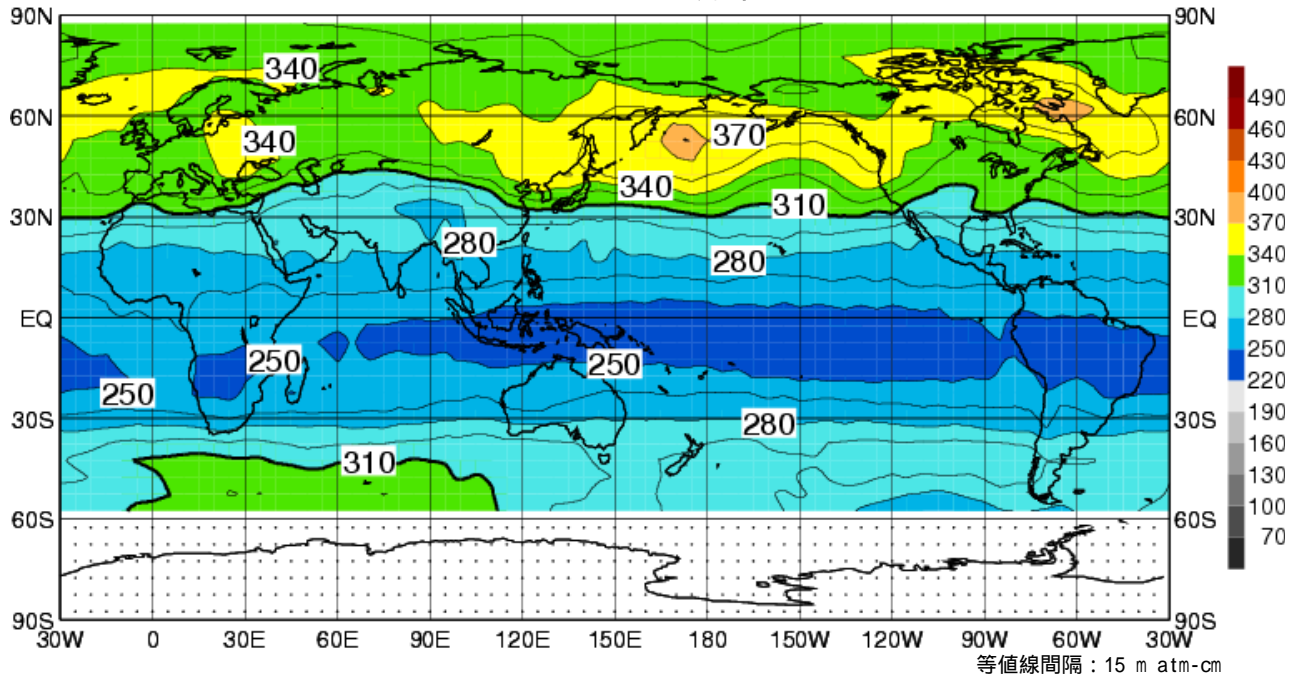 90N 90N
340
490
370 60N 60N
460
340
430
340 400
310 370
30N 30N
340
280 280
310
EQ EQ
280
250 250
250
250
220
30S 280 30S
190
310
160
130
60S 60S
100
70
90S 90S
30W 0 30E 60E 90E 120E 150E 180 150W 120W 90W 60W 30W
等値線間隔：15 m atm-cm